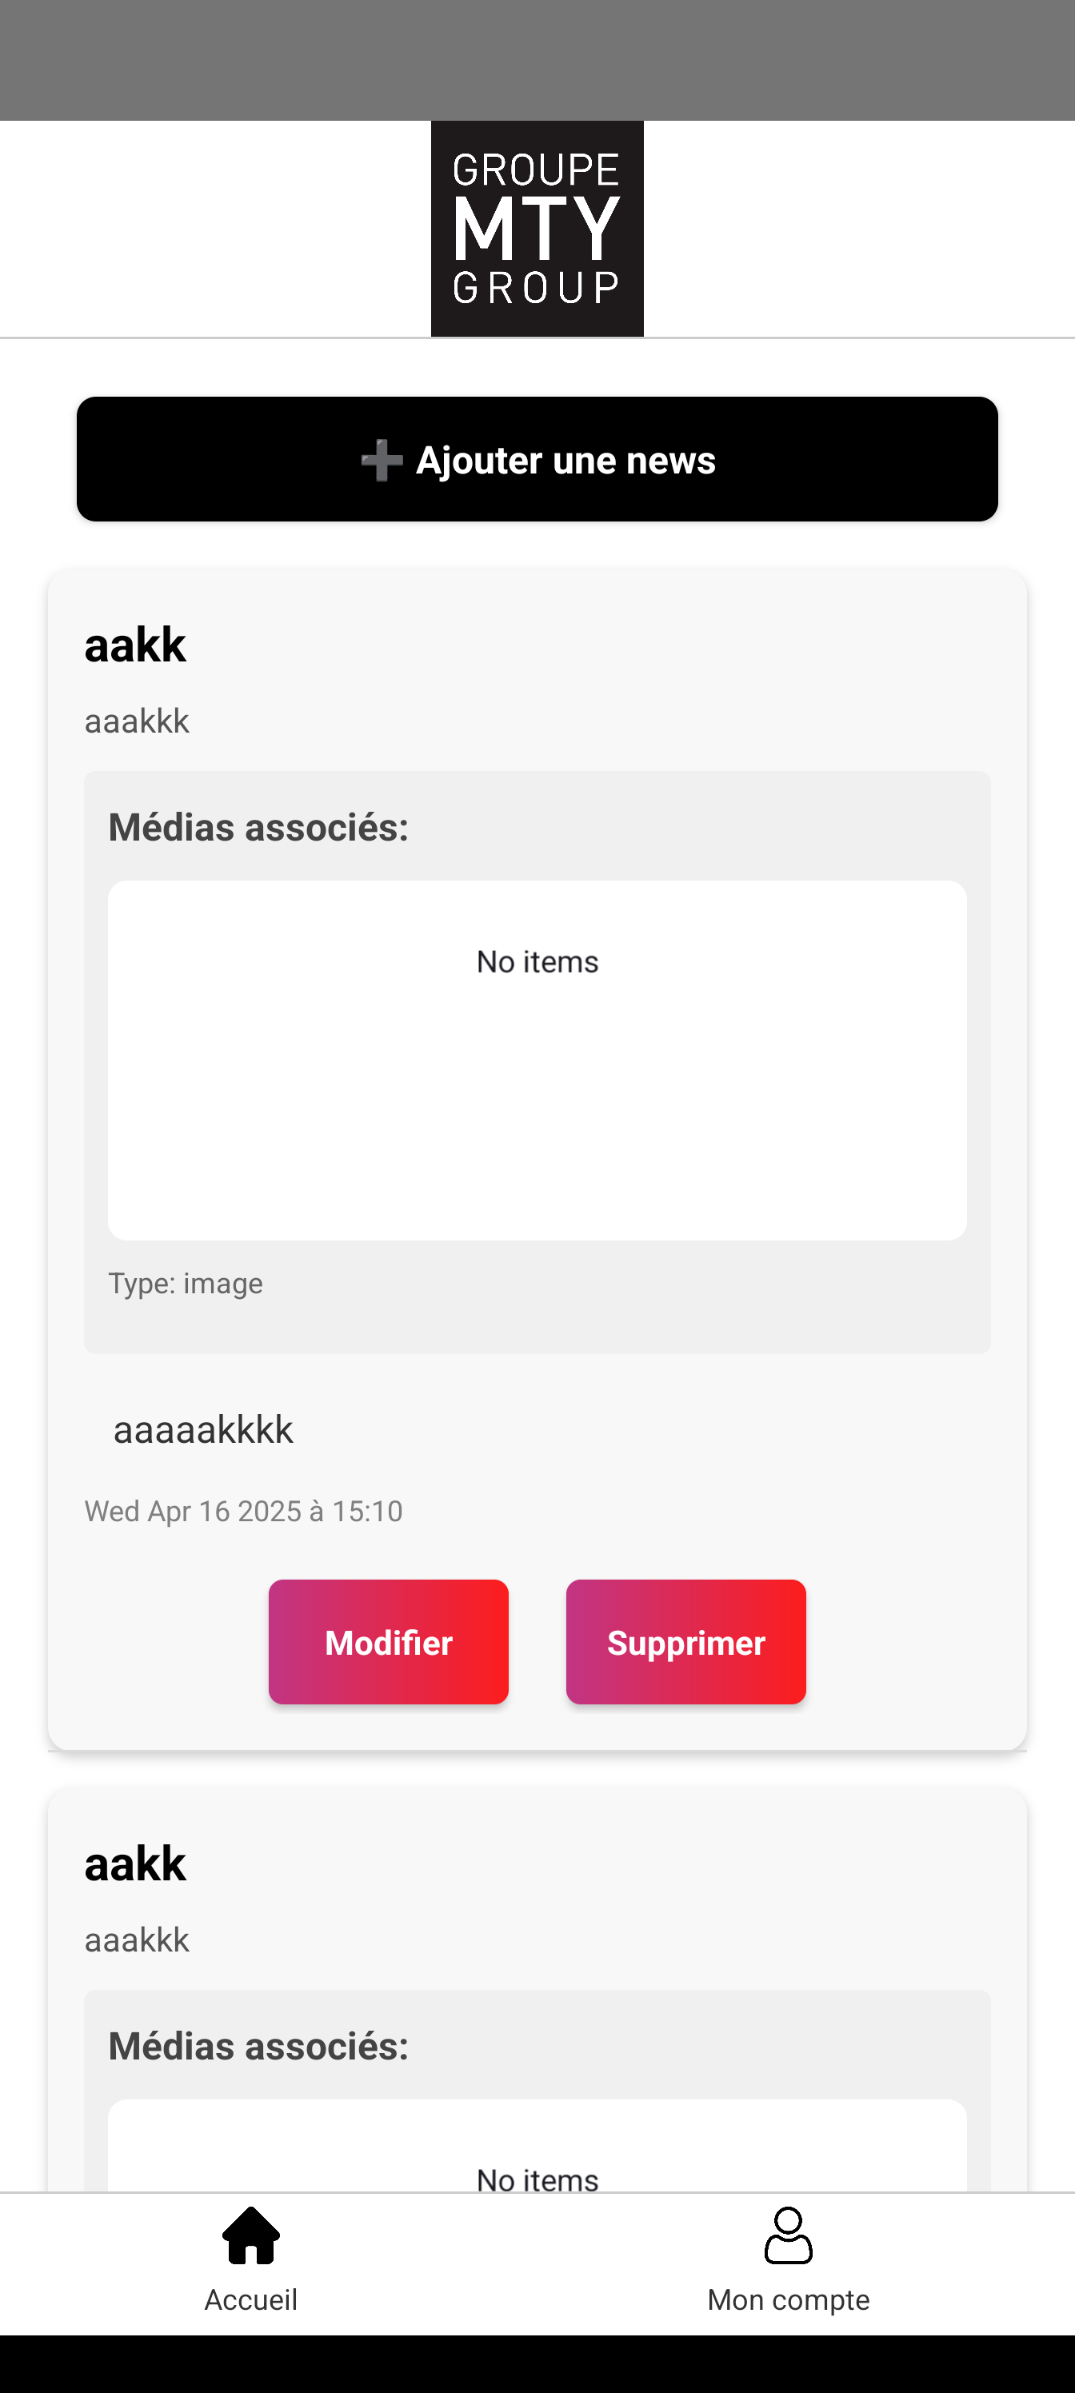 GROUPE
MTY
GROUP
➕ Ajouter une news
aakk
aaakkk
Médias associés:
No items
Type: image
aaaaakkkk
Wed Apr 16 2025 à 15:10
Modifier
Supprimer
aakk
aaakkk
Médias associés:
No items
Accueil
Mon compte